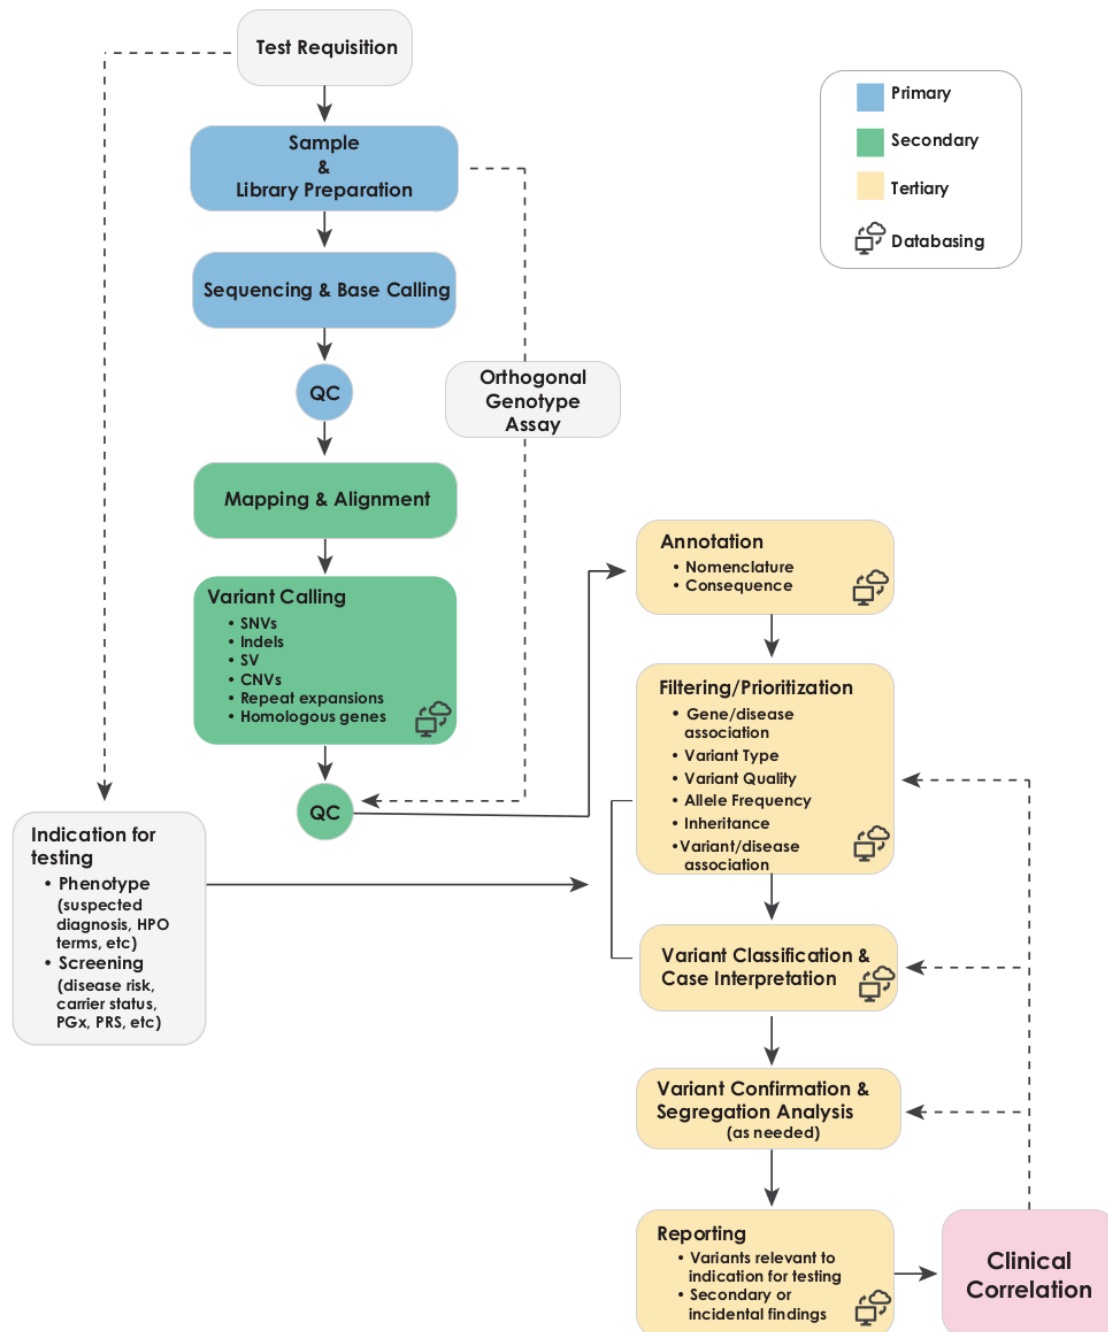 Test Requisition
Primary
Secondary
Tertiary
Databasing
Sample
&
Library Preparation
Sequencing & Base Calling
QC
Orthogonal
Genotype
Assay
Mapping & Alignment
Variant Calling
• SNVs
• Indels
• SV
• CNVs
• Repeat expansions
• Homologous genes
QC
Indication for
testing
• Phenotype
(suspected
diagnosis, HPO
terms, etc)
• Screening
(disease risk,
carrier status,
PGx, PRS, etc)
Annotation
• Nomenclature
• Consequence
Filtering/Prioritization
• Gene/disease
association
• Variant Type
• Variant Quality
• Allele Frequency
• Inheritance
•Variant/disease
association
Variant Classification &
Case Interpretation
Variant Confirmation &
Segregation Analysis
(as needed)
Reporting
• Variants relevant to
indication for testing
• Secondary or
incidental findings
Clinical
Correlation